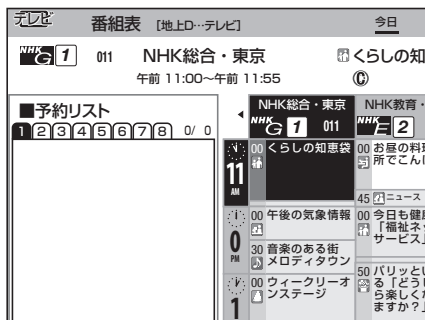 テレビ 番組表 [地上D…テレビ] 今日
NHK G 1 011 NHK総合・東京 くらしの知
午前 11:00~午前 11:55
■予約リスト
1 2 3 4 5 6 7 8 0/ 0
NHK総合・東京
NHK G 1 011
11 AM
00 くらしの知恵袋
0 PM
00 午後の気象情報
30 音楽のある街
メロディタウン
1
00 ウィークリーオ
ンステージ
NHK教育・
NHK E 2
00 お昼の料理
所でこん
45 ニュース
00 今日も健康
「福祉ネッ
サービス」
50 パリッとい
る「どうし
ら楽しくな
ますか?」